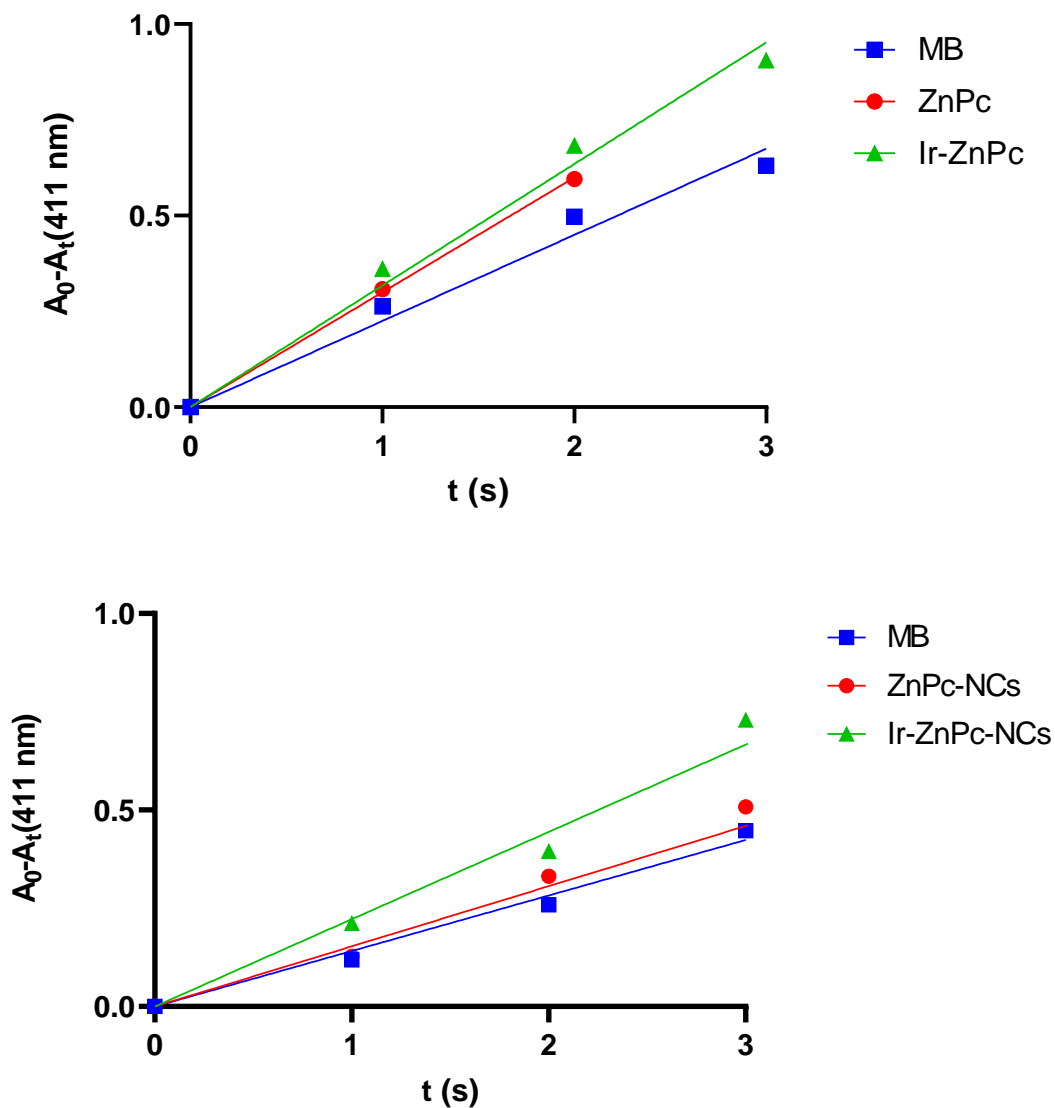 1.0
0.5
0.0
A0-At(411 nm)
0
1
2
3
t (s)
MB
ZnPc
Ir-ZnPc
1.0
0.5
0.0
A0-At(411 nm)
0
1
2
3
t (s)
MB
ZnPc-NCs
Ir-ZnPc-NCs